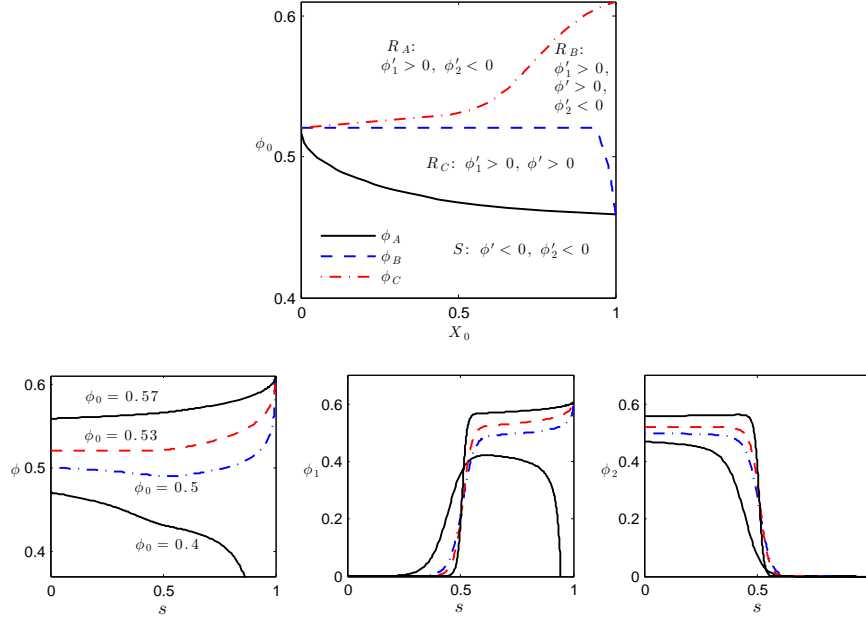 R_A:
ϕ′_1 > 0, ϕ′_2 < 0
R_B:
ϕ′_1 > 0,
ϕ′ > 0,
ϕ′_2 < 0
R_C: ϕ′_1 > 0, ϕ′ > 0
S: ϕ′ < 0, ϕ′_2 < 0
ϕ_A
ϕ_B
ϕ_C
0.6
0.5
0.4
ϕ_0
0 0.5 1
X_0
ϕ_0 = 0.57
ϕ_0 = 0.53
ϕ_0 = 0.5
ϕ_0 = 0.4
0.6
0.5
0.4
ϕ
0 0.5 1
s
0.6
0.4
0.2
0
ϕ_1
0 0.5 1
s
0.6
0.4
0.2
0
ϕ_2
0 0.5 1
s